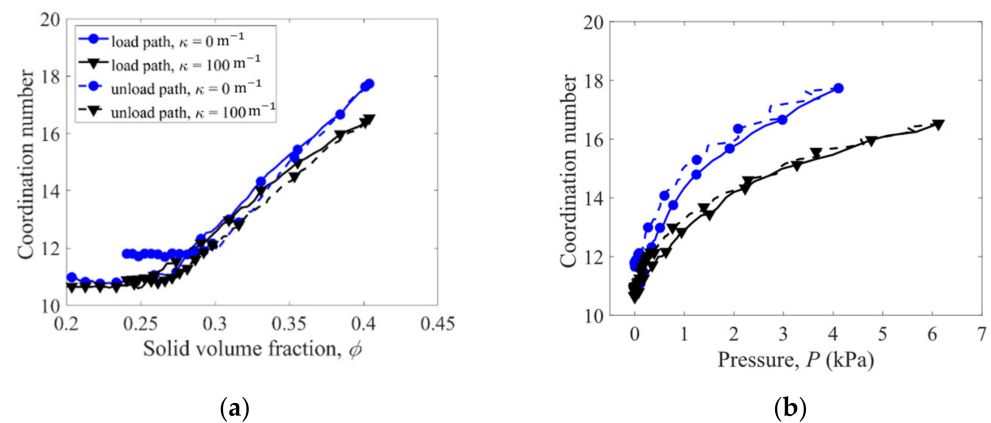 20
18
16
14
12
10
0.2
0.25
0.3
0.35
0.4
0.45
Coordination number
Solid volume fraction, ϕ
load path, κ = 0 m⁻¹
load path, κ = 100 m⁻¹
unload path, κ = 0 m⁻¹
unload path, κ = 100 m⁻¹
(a)
20
18
16
14
12
10
0
1
2
3
4
5
6
7
Coordination number
Pressure, P (kPa)
(b)